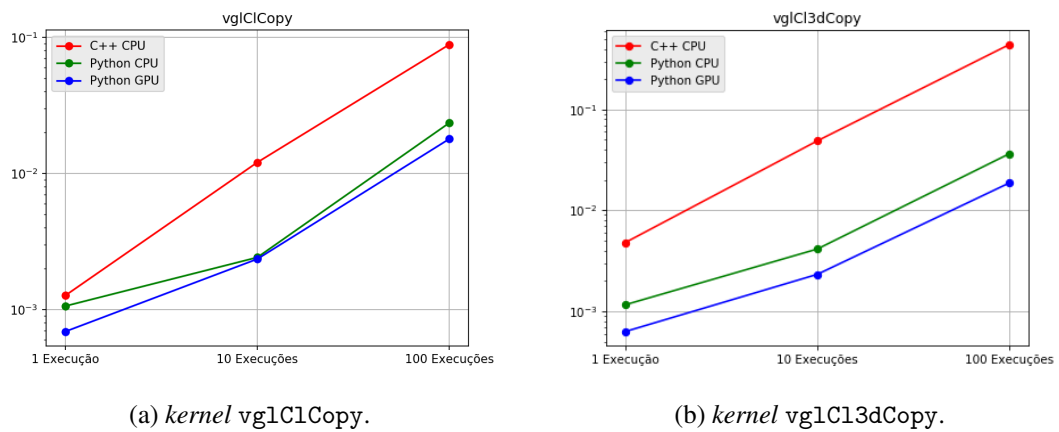 vglClCopy
10⁻¹
10⁻²
10⁻³
C++ CPU
Python CPU
Python GPU
1 Execução
10 Execuções
100 Execuções
(a) kernel vglClCopy.
vglCl3dCopy
10⁻¹
10⁻²
10⁻³
C++ CPU
Python CPU
Python GPU
1 Execução
10 Execuções
100 Execuções
(b) kernel vglCl3dCopy.